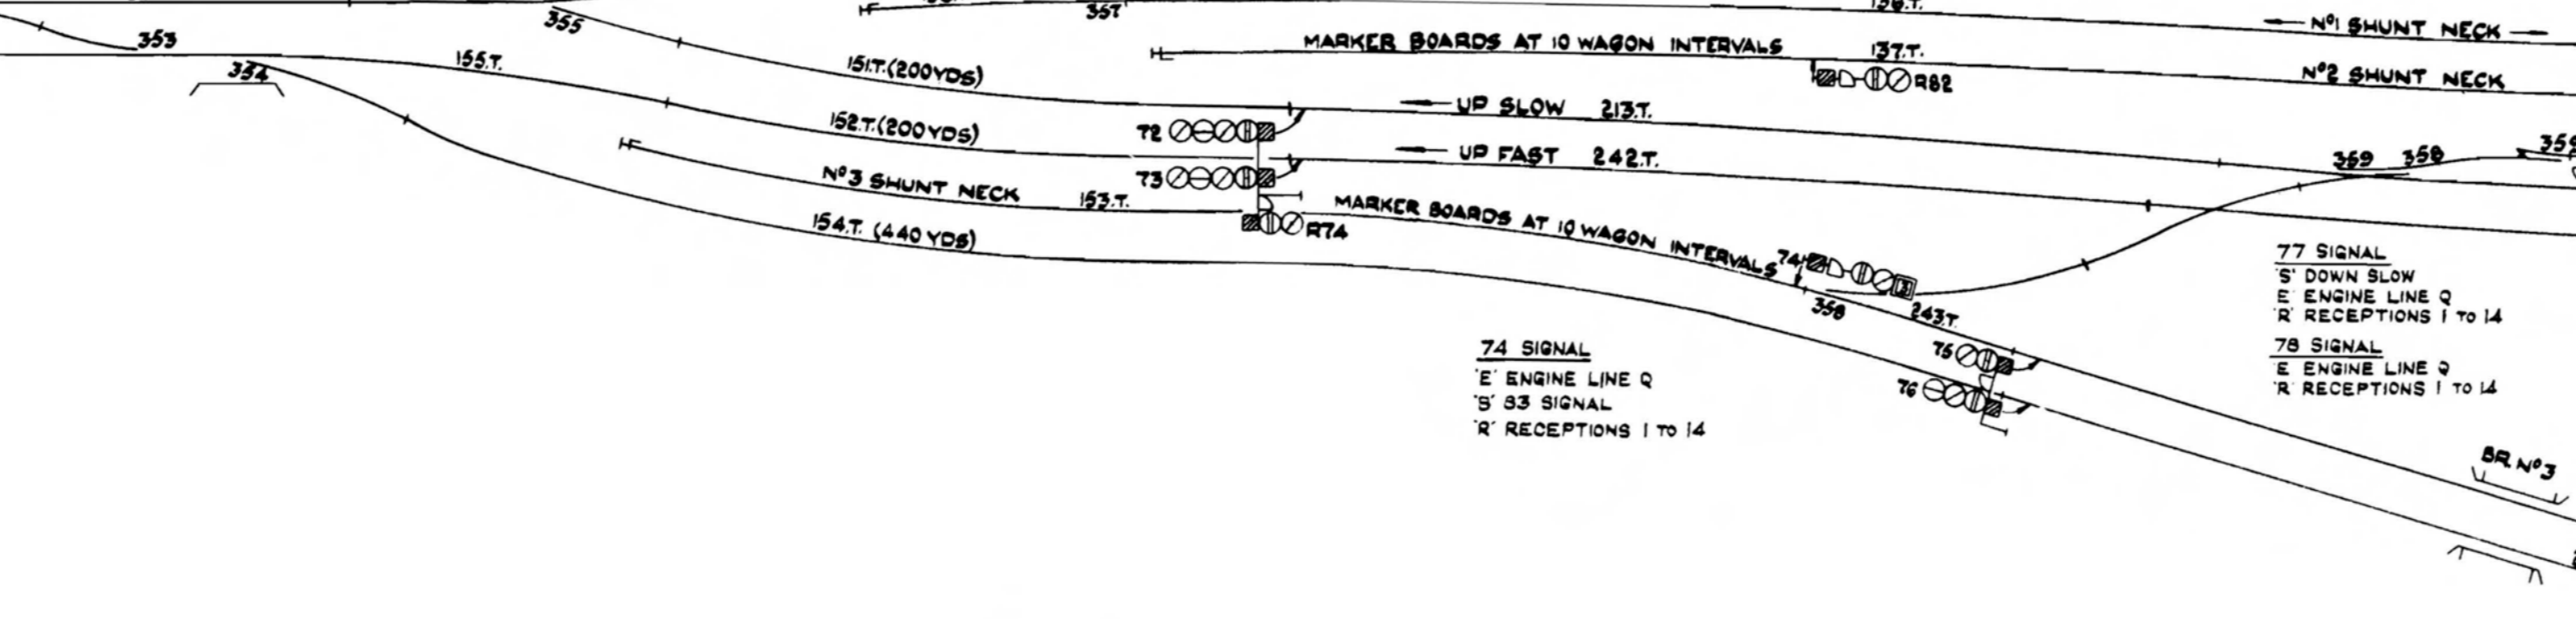 353
354
355
357
155.T.
151.T.(200YDS)
152.T.(200YDS)
Nº3 SHUNT NECK
153.T.
154.T. (440 YDS)
MARKER BOARDS AT 10 WAGON INTERVALS
137.T.
R82
← Nº1 SHUNT NECK →
Nº2 SHUNT NECK
← UP SLOW 213.T.
72
← UP FAST 242.T.
73
R74
MARKER BOARDS AT 10 WAGON INTERVALS
74
3
358
243.T.
359 358
75
76
74 SIGNAL
'E' ENGINE LINE Q
'S' 83 SIGNAL
'R' RECEPTIONS 1 TO 14
77 SIGNAL
'S' DOWN SLOW
E' ENGINE LINE Q
'R' RECEPTIONS 1 TO 14
78 SIGNAL
'E ENGINE LINE Q
'R' RECEPTIONS 1 TO 14
BR. Nº3